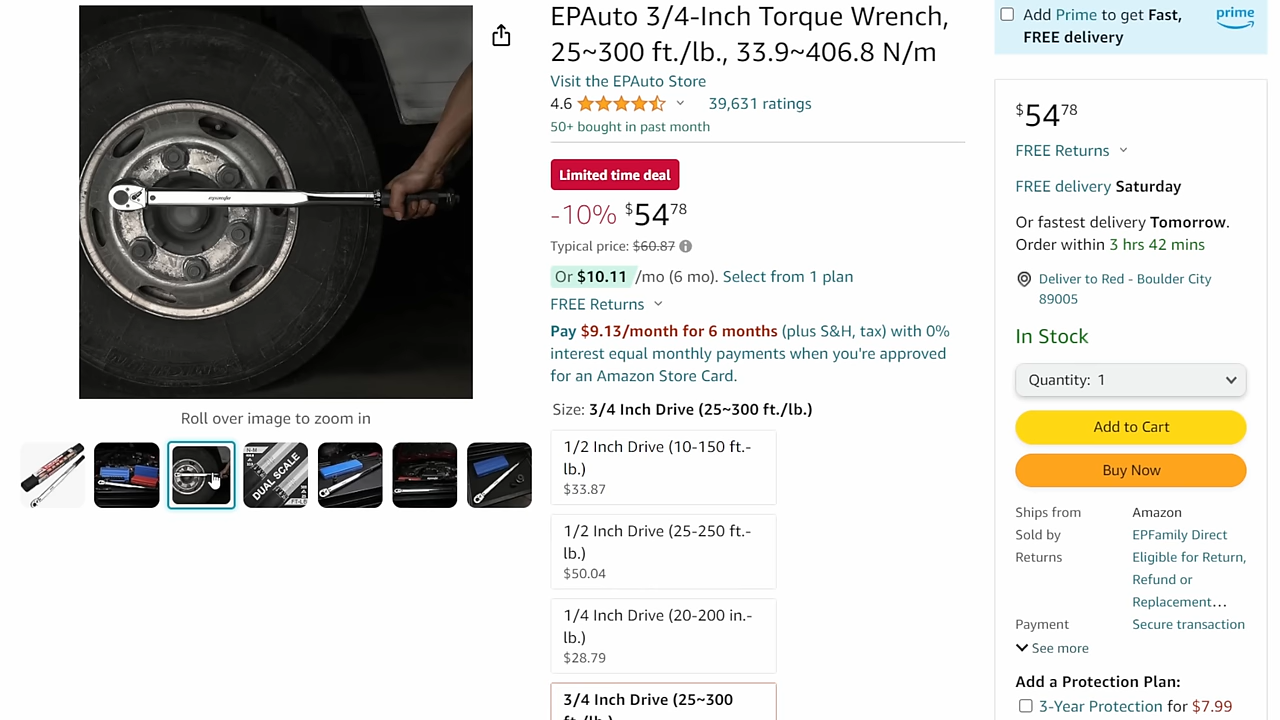 EPAuto 3/4-Inch Torque Wrench,
25~300 ft./lb., 33.9~406.8 N/m
Visit the EPAuto Store
4.6
39,631 ratings
50+ bought in past month
Limited time deal
-10% $54 78
Typical price: $60.87
Or $10.11 /mo (6 mo). Select from 1 plan
FREE Returns
Pay $9.13/month for 6 months (plus S&H, tax) with 0%
interest equal monthly payments when you're approved
for an Amazon Store Card.
Size: 3/4 Inch Drive (25~300 ft./lb.)
1/2 Inch Drive (10-150 ft.-
lb.)
$33.87
1/2 Inch Drive (25-250 ft.-
lb.)
$50.04
1/4 Inch Drive (20-200 in.-
lb.)
$28.79
3/4 Inch Drive (25~300
ft./lb.)
Roll over image to zoom in
N-M
DUAL SCALE
FT-LB
Add Prime to get Fast,
FREE delivery
prime
$54 78
FREE Returns
FREE delivery Saturday
Or fastest delivery Tomorrow.
Order within 3 hrs 42 mins
Deliver to Red - Boulder City
89005
In Stock
Quantity: 1
Add to Cart
Buy Now
Ships from Amazon
Sold by EPFamily Direct
Returns Eligible for Return,
Refund or
Replacement…
Payment Secure transaction
See more
Add a Protection Plan:
3-Year Protection for $7.99